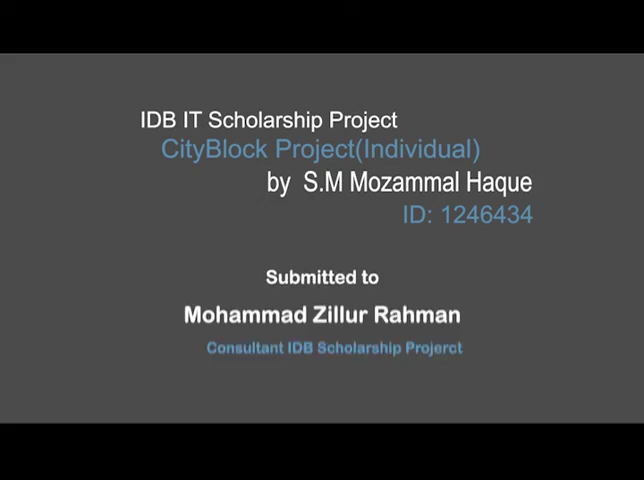 IDB IT Scholarship Project
CityBlock Project(Individual)
by S.M Mozammal Haque
ID: 1246434
Submitted to
Mohammad Zillur Rahman
Consultant IDB Scholarship Projerct